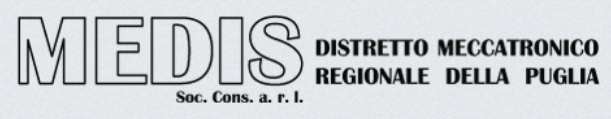 MEDIS
DISTRETTO MECCATRONICO
REGIONALE DELLA PUGLIA
Soc. Cons. a. r. l.